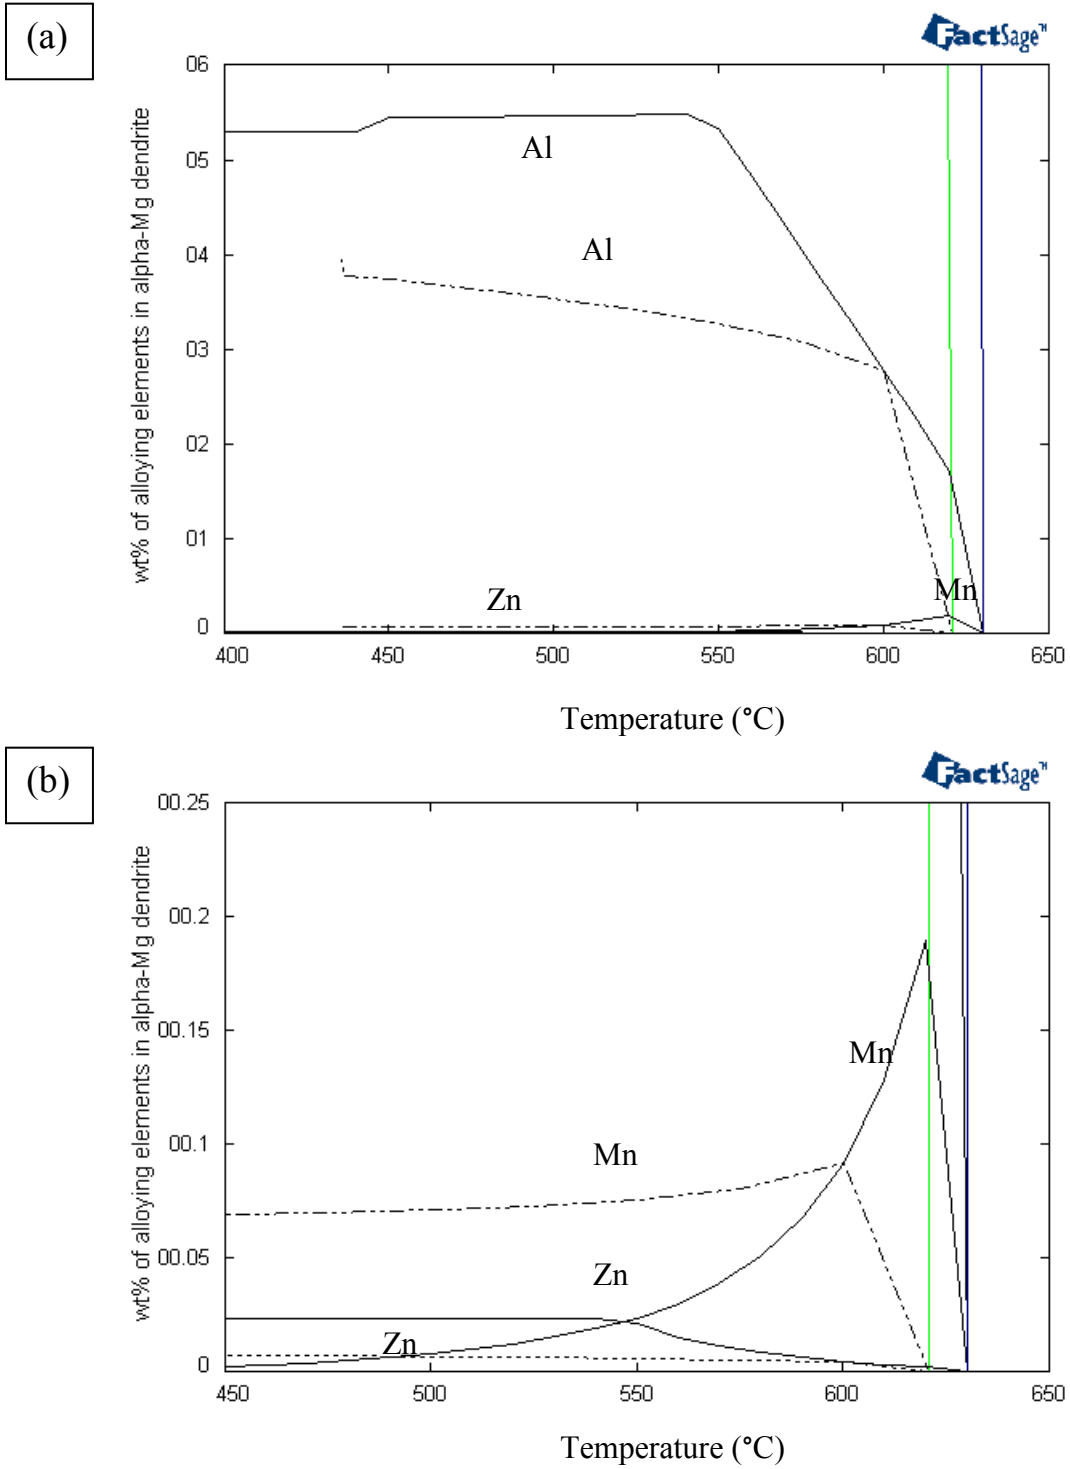 (a)
FactSage™
wt% of alloying elements in alpha-Mg dendrite
06
05
04
03
02
01
0
Al
Al
Zn
Mn
400 450 500 550 600 650
Temperature (°C)
(b)
FactSage™
wt% of alloying elements in alpha-Mg dendrite
00.25
00.2
00.15
00.1
00.05
0
Mn
Mn
Zn
Zn
450 500 550 600 650
Temperature (°C)